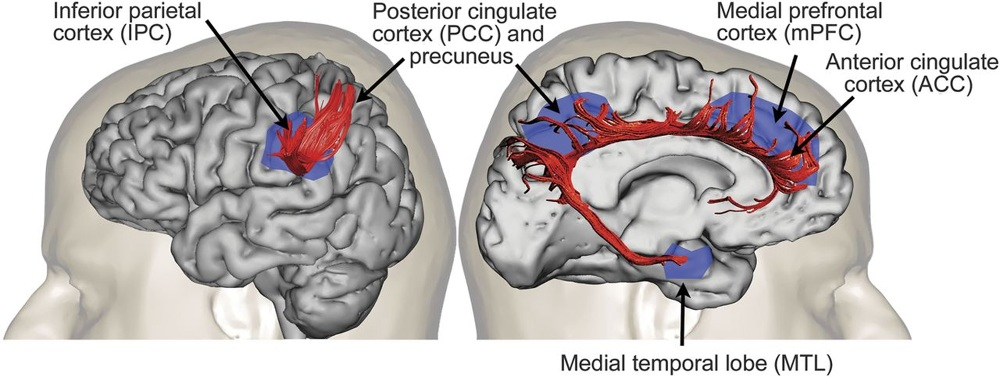 Inferior parietal
cortex (IPC)
Posterior cingulate
cortex (PCC) and
precuneus
Medial prefrontal
cortex (mPFC)
Anterior cingulate
cortex (ACC)
Medial temporal lobe (MTL)